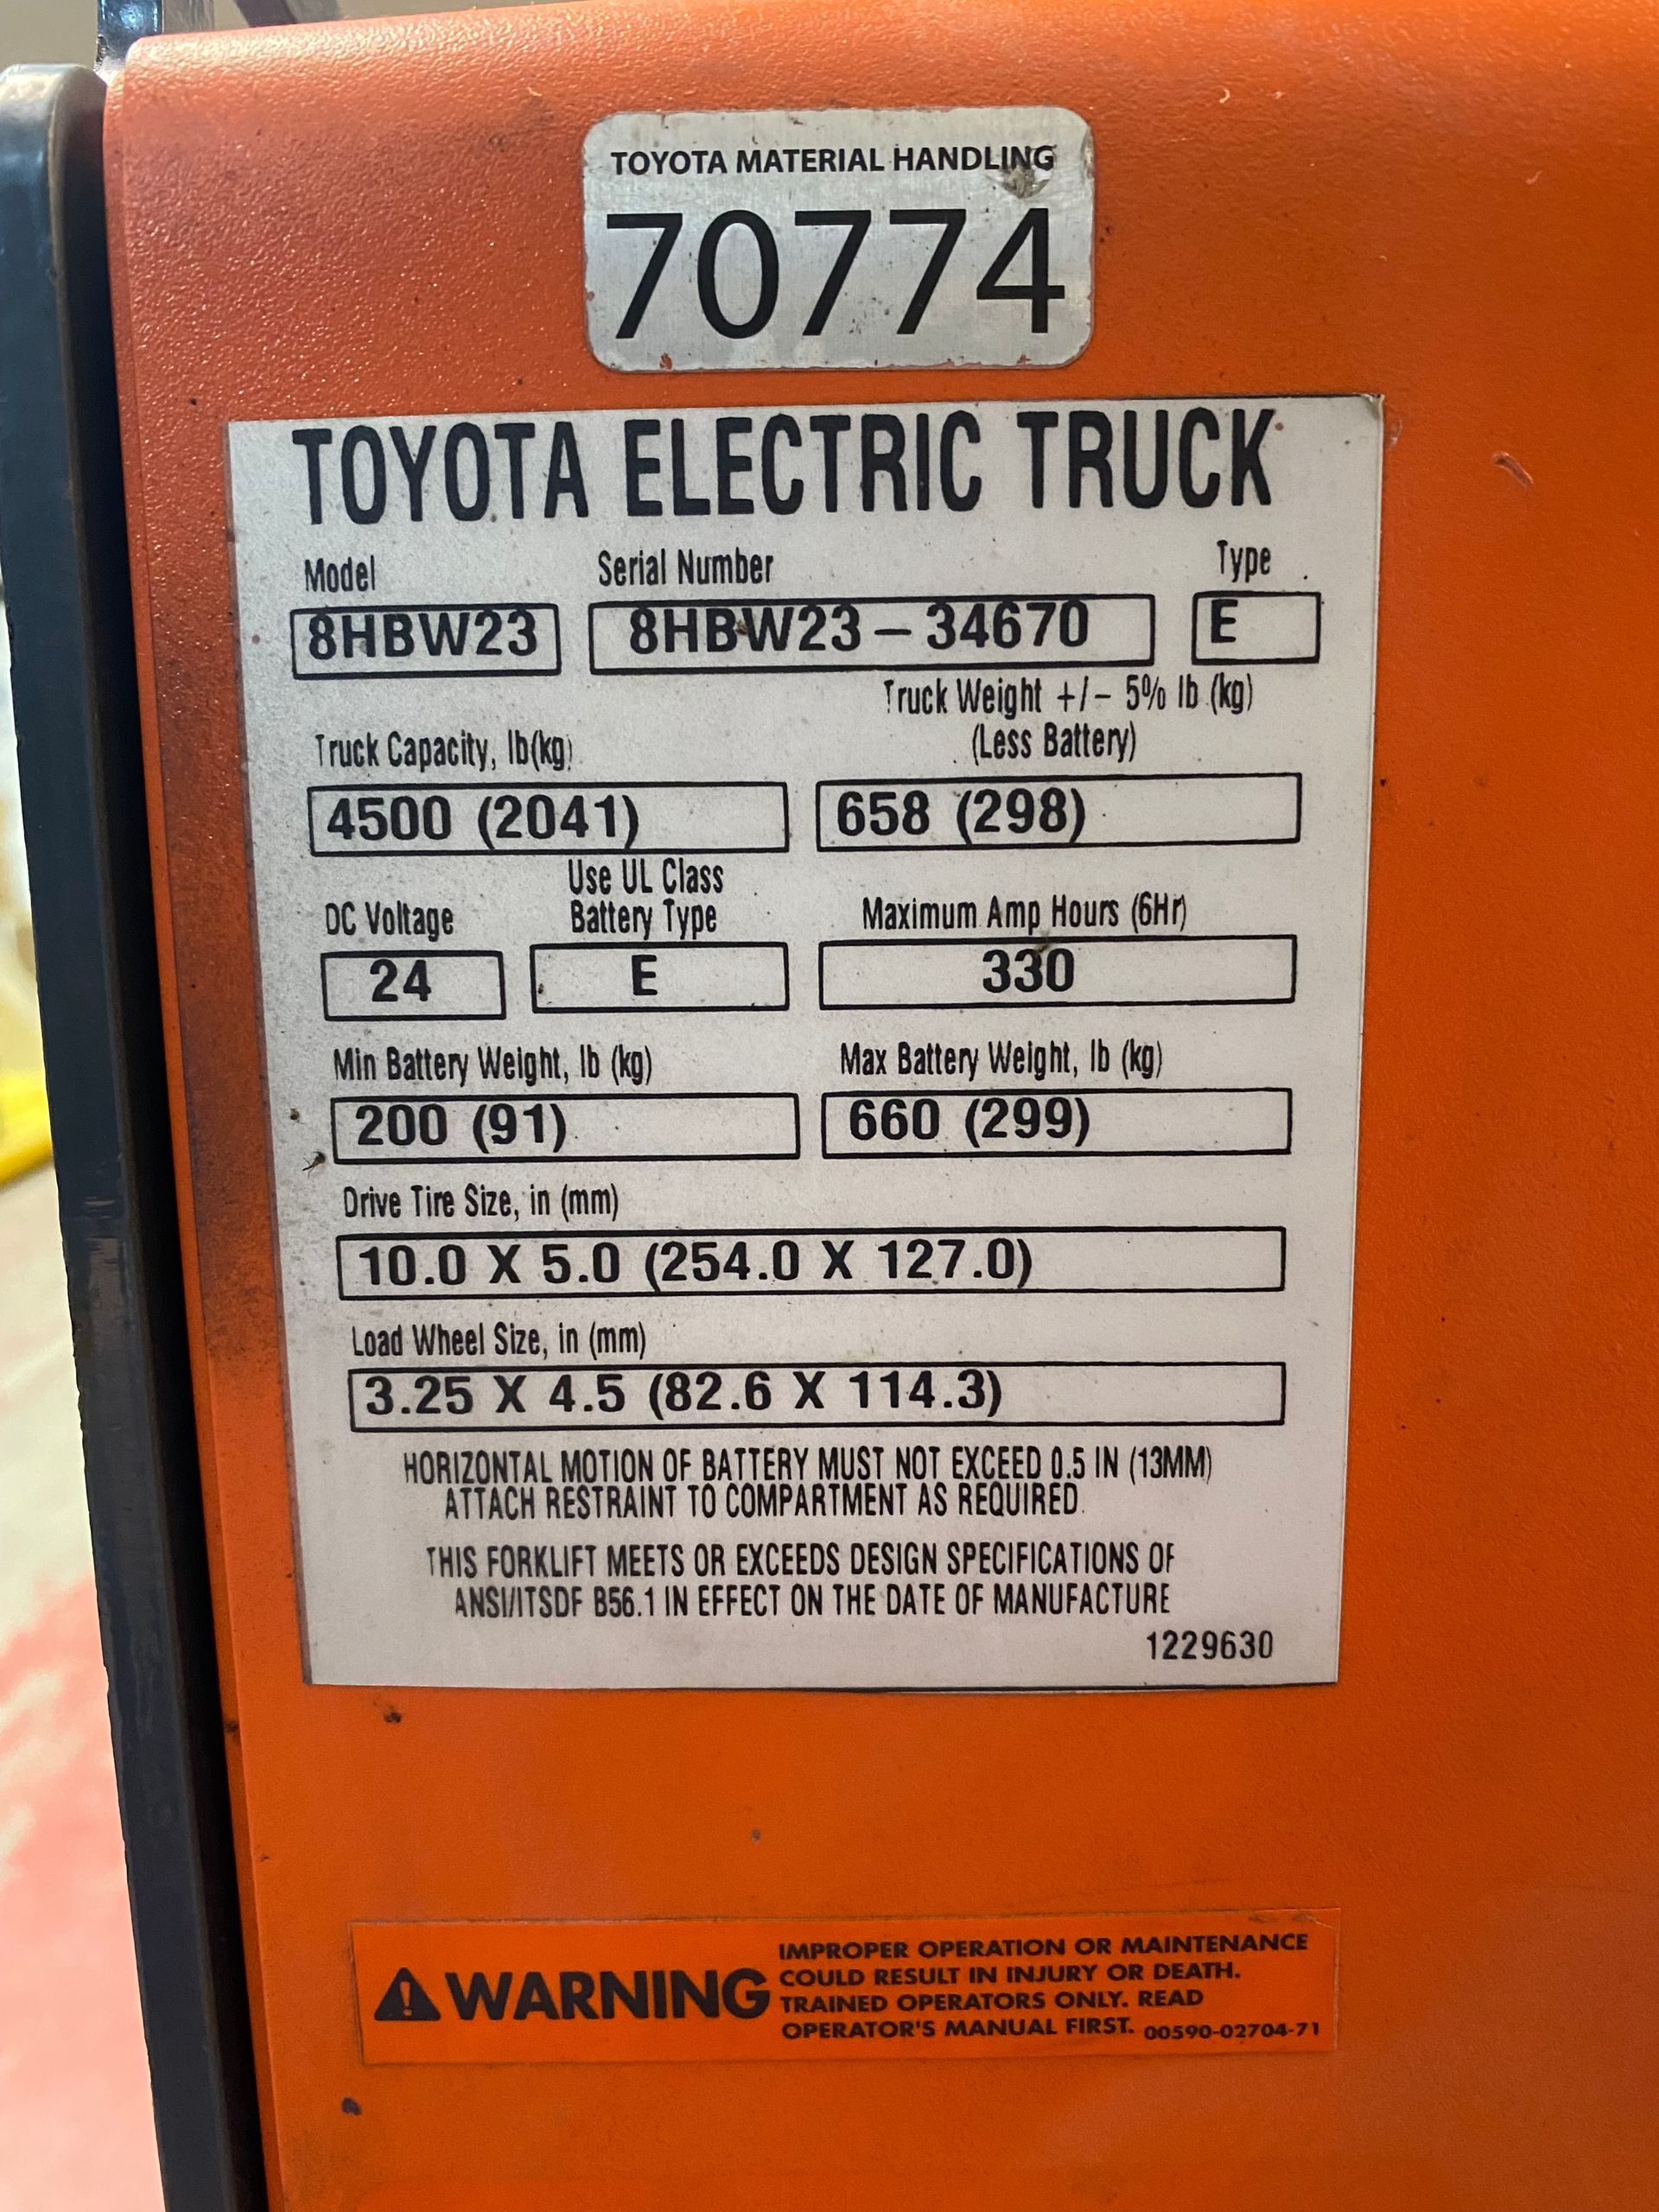 TOYOTA MATERIAL HANDLING
70774
TOYOTA ELECTRIC TRUCK
Model Serial Number Type
8HBW23 8HBW23-34670 E
Truck Weight +/- 5% lb (kg)
Truck Capacity, lb(kg) (Less Battery)
4500 (2041) 658 (298)
Use UL Class
DC Voltage Battery Type Maximum Amp Hours (6Hr)
24 E 330
Min Battery Weight, lb (kg) Max Battery Weight, lb (kg)
200 (91) 660 (299)
Drive Tire Size, in (mm)
10.0 X 5.0 (254.0 X 127.0)
Load Wheel Size, in (mm)
3.25 X 4.5 (82.6 X 114.3)
HORIZONTAL MOTION OF BATTERY MUST NOT EXCEED 0.5 IN (13MM)
ATTACH RESTRAINT TO COMPARTMENT AS REQUIRED.
THIS FORKLIFT MEETS OR EXCEEDS DESIGN SPECIFICATIONS OF
ANSI/ITSDF B56.1 IN EFFECT ON THE DATE OF MANUFACTURE
1229630
WARNING
IMPROPER OPERATION OR MAINTENANCE
COULD RESULT IN INJURY OR DEATH.
TRAINED OPERATORS ONLY. READ
OPERATOR'S MANUAL FIRST. 00590-02704-71